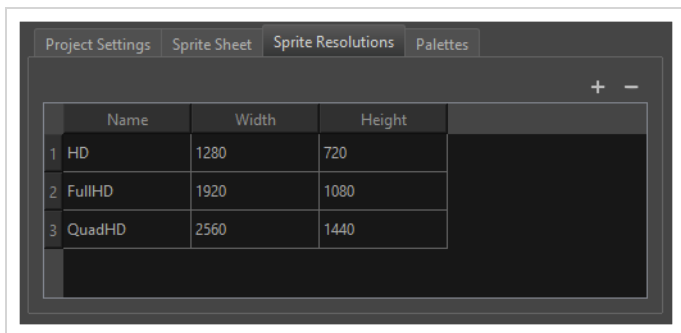 Project Settings Sprite Sheet Sprite Resolutions Palettes
+ −
Name Width Height
1 HD 1280 720
2 FullHD 1920 1080
3 QuadHD 2560 1440